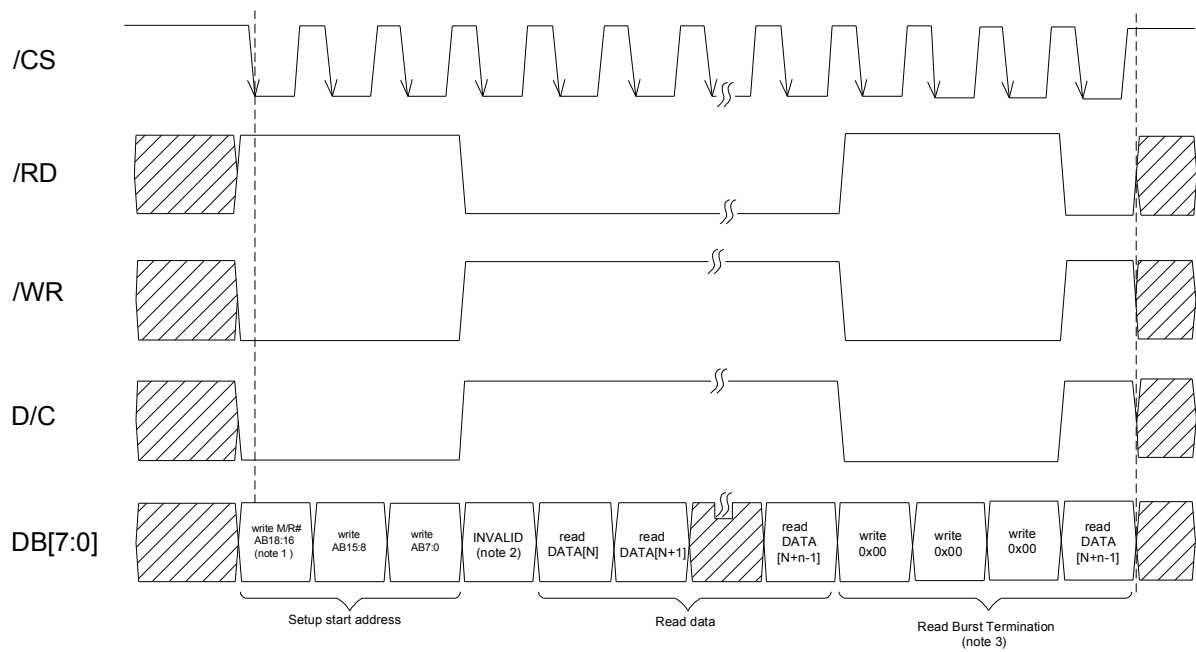 /CS
/RD
/WR
D/C
DB[7:0]
write M/R#
AB18:16
(note 1 )
write
AB15:8
write
AB7:0
INVALID
(note 2)
read
DATA[N]
read
DATA[N+1]
read
DATA
[N+n-1]
write
0x00
write
0x00
write
0x00
read
DATA
[N+n-1]
Setup start address
Read data
Read Burst Termination
(note 3)